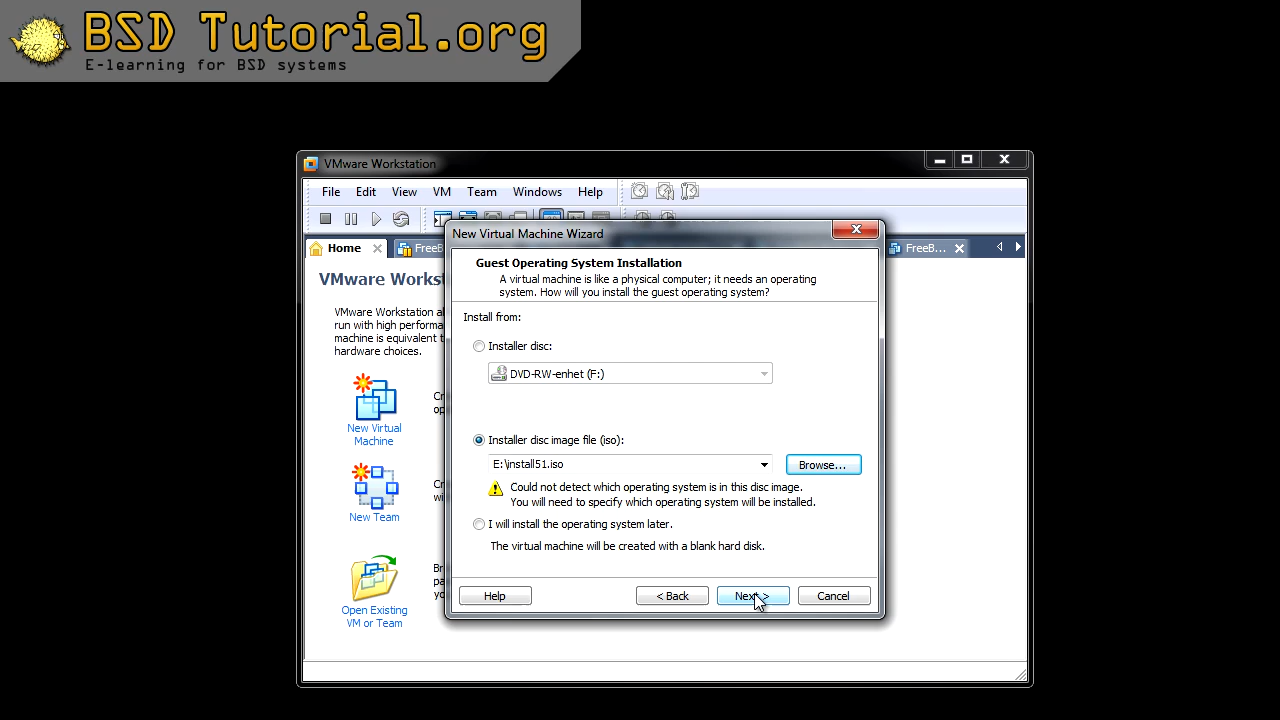 BSD Tutorial.org
E-learning for BSD systems
VMware Workstation
File Edit View VM Team Windows Help
Home
FreeB...
New Virtual Machine Wizard
Guest Operating System Installation
A virtual machine is like a physical computer; it needs an operating
system. How will you install the guest operating system?
Install from:
Installer disc:
DVD-RW-enhet (F:)
Installer disc image file (iso):
E:\install51.iso
Browse...
Could not detect which operating system is in this disc image.
You will need to specify which operating system will be installed.
I will install the operating system later.
The virtual machine will be created with a blank hard disk.
Help
< Back
Next >
Cancel
VMware Workst
VMware Workstation al
run with high performa
machine is equivalent t
hardware choices.
New Virtual
Machine
New Team
Open Existing
VM or Team